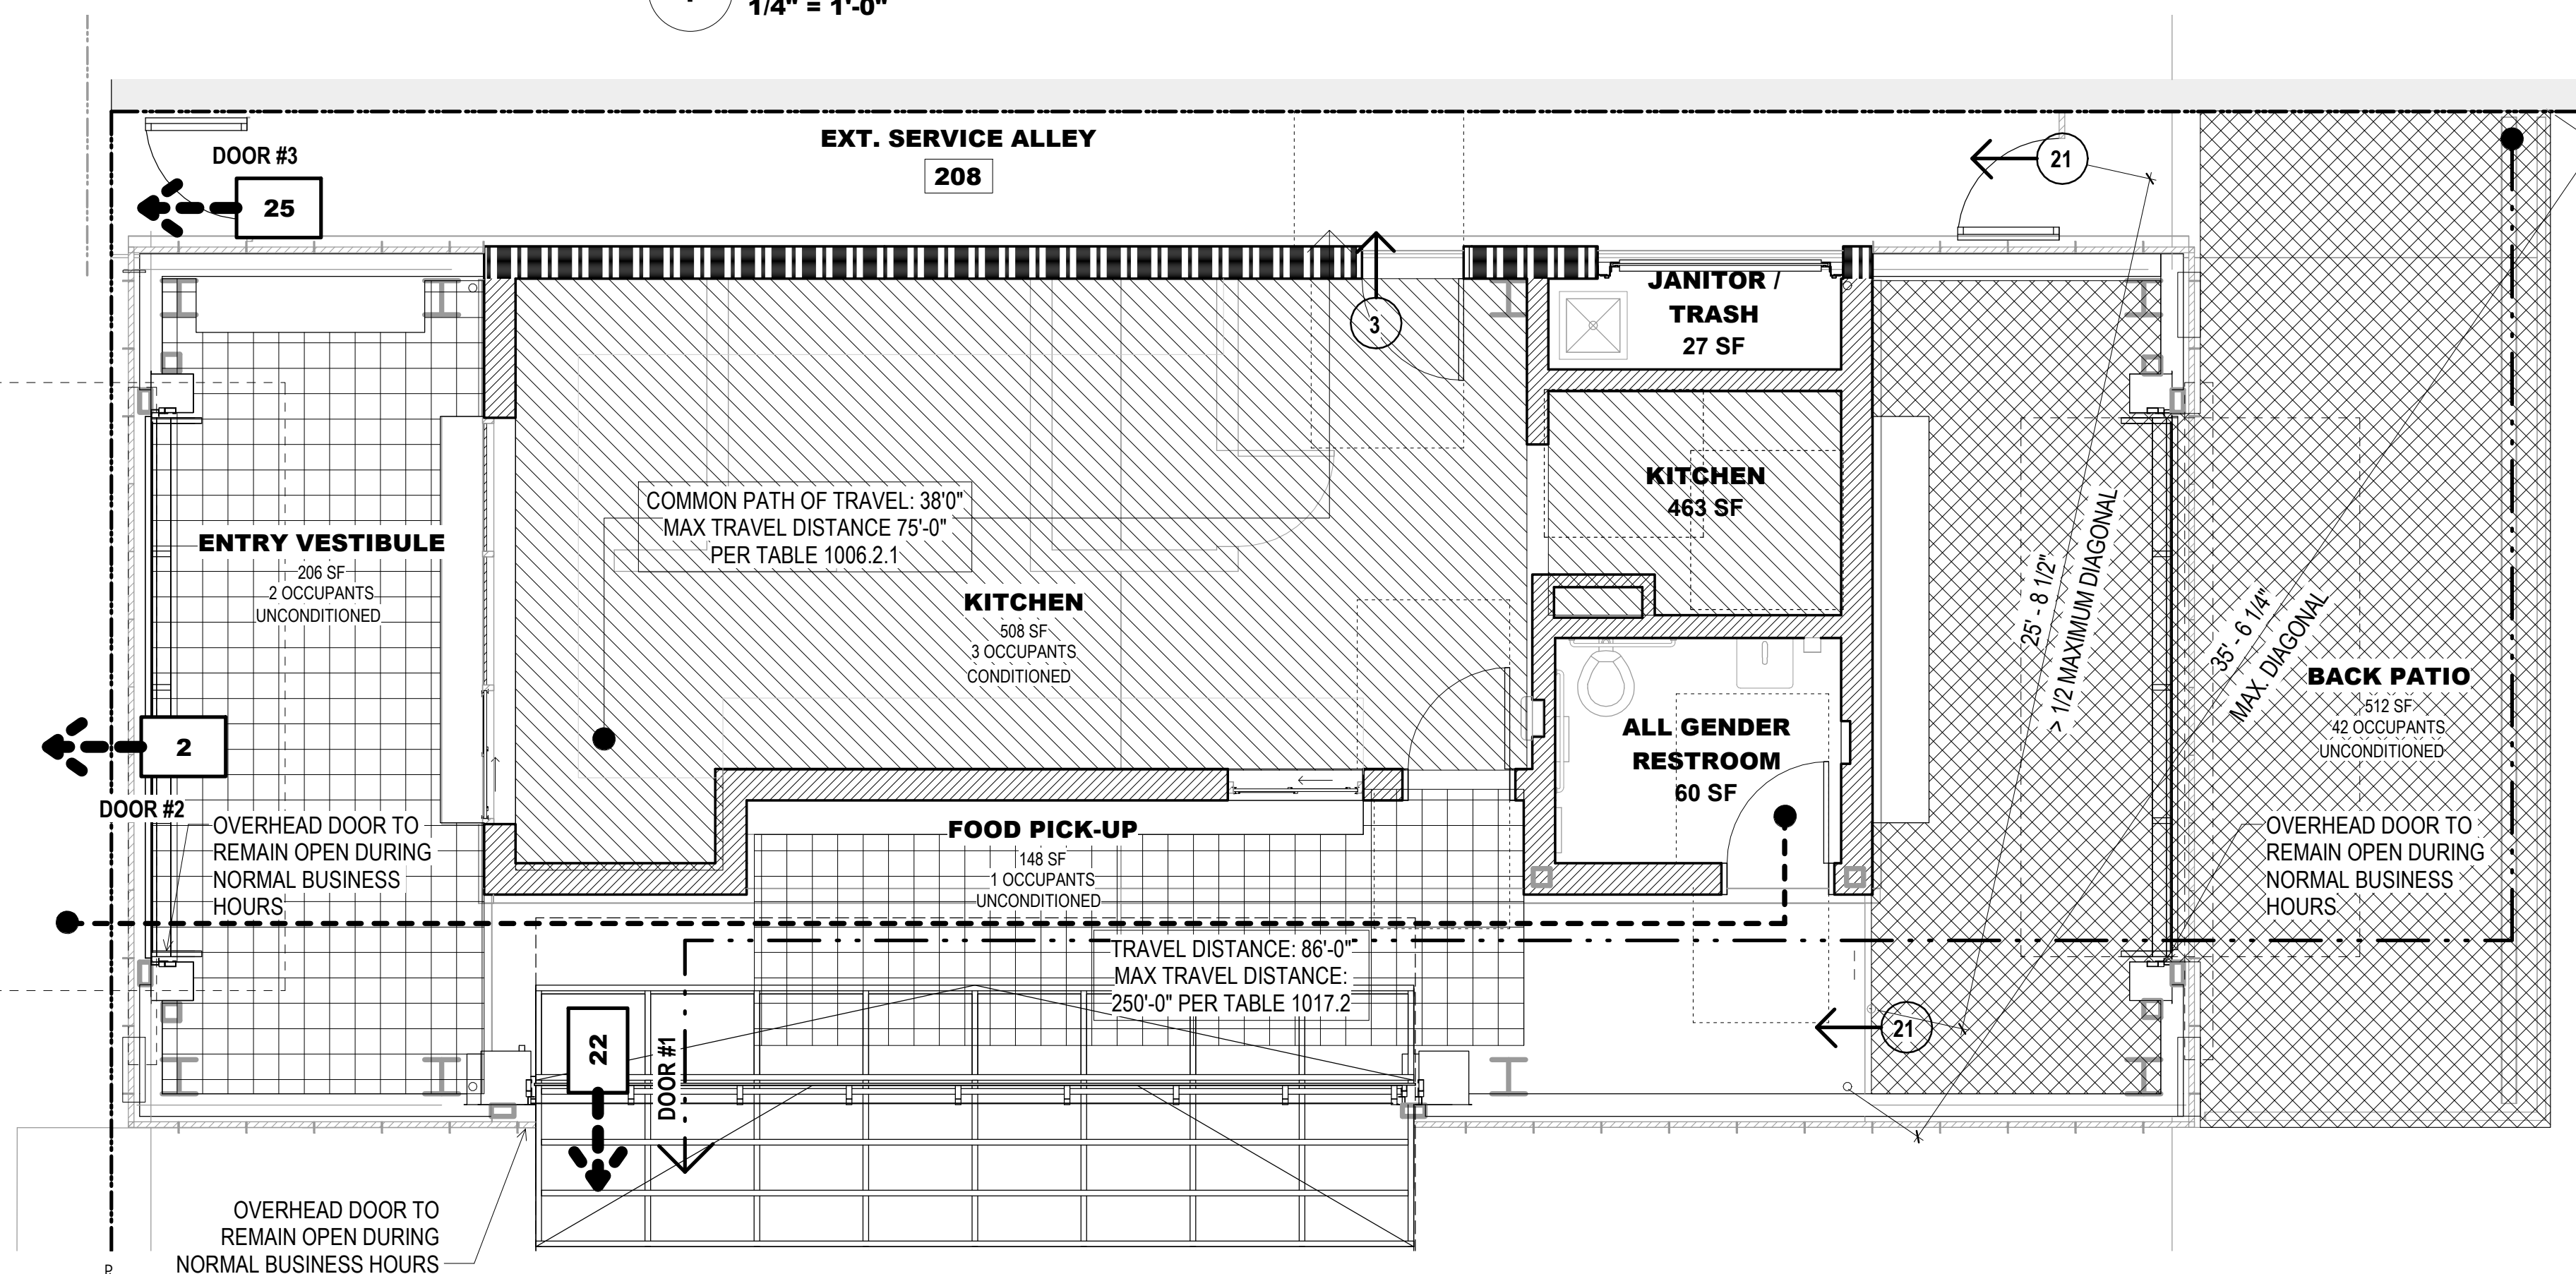 1/4" = 1'-0"
EXT. SERVICE ALLEY
208
DOOR #3
25
21
3
JANITOR /
TRASH
27 SF
KITCHEN
463 SF
COMMON PATH OF TRAVEL: 38'0"
MAX TRAVEL DISTANCE 75'-0"
PER TABLE 1006.2.1
ENTRY VESTIBULE
206 SF
2 OCCUPANTS
UNCONDITIONED
KITCHEN
508 SF
3 OCCUPANTS
CONDITIONED
25' - 8 1/2"
> 1/2 MAXIMUM DIAGONAL
35' - 6 1/4"
MAX. DIAGONAL
BACK PATIO
512 SF
42 OCCUPANTS
UNCONDITIONED
ALL GENDER
RESTROOM
60 SF
2
DOOR #2
OVERHEAD DOOR TO
REMAIN OPEN DURING
NORMAL BUSINESS
HOURS
FOOD PICK-UP
148 SF
1 OCCUPANTS
UNCONDITIONED
OVERHEAD DOOR TO
REMAIN OPEN DURING
NORMAL BUSINESS
HOURS
TRAVEL DISTANCE: 86'-0"
MAX TRAVEL DISTANCE:
250'-0" PER TABLE 1017.2
21
22
DOOR #1
OVERHEAD DOOR TO
REMAIN OPEN DURING
NORMAL BUSINESS HOURS